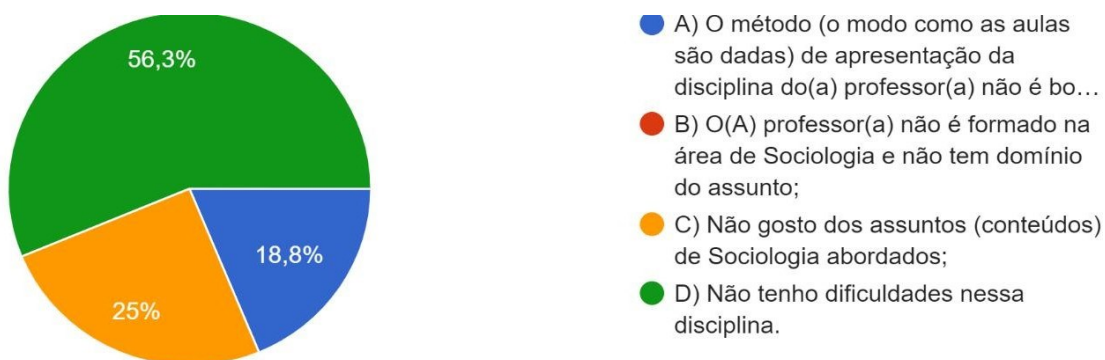 56,3%
18,8%
25%
A) O método (o modo como as aulas
são dadas) de apresentação da
disciplina do(a) professor(a) não é bo…
B) O(A) professor(a) não é formado na
área de Sociologia e não tem domínio
do assunto;
C) Não gosto dos assuntos (conteúdos)
de Sociologia abordados;
D) Não tenho dificuldades nessa
disciplina.